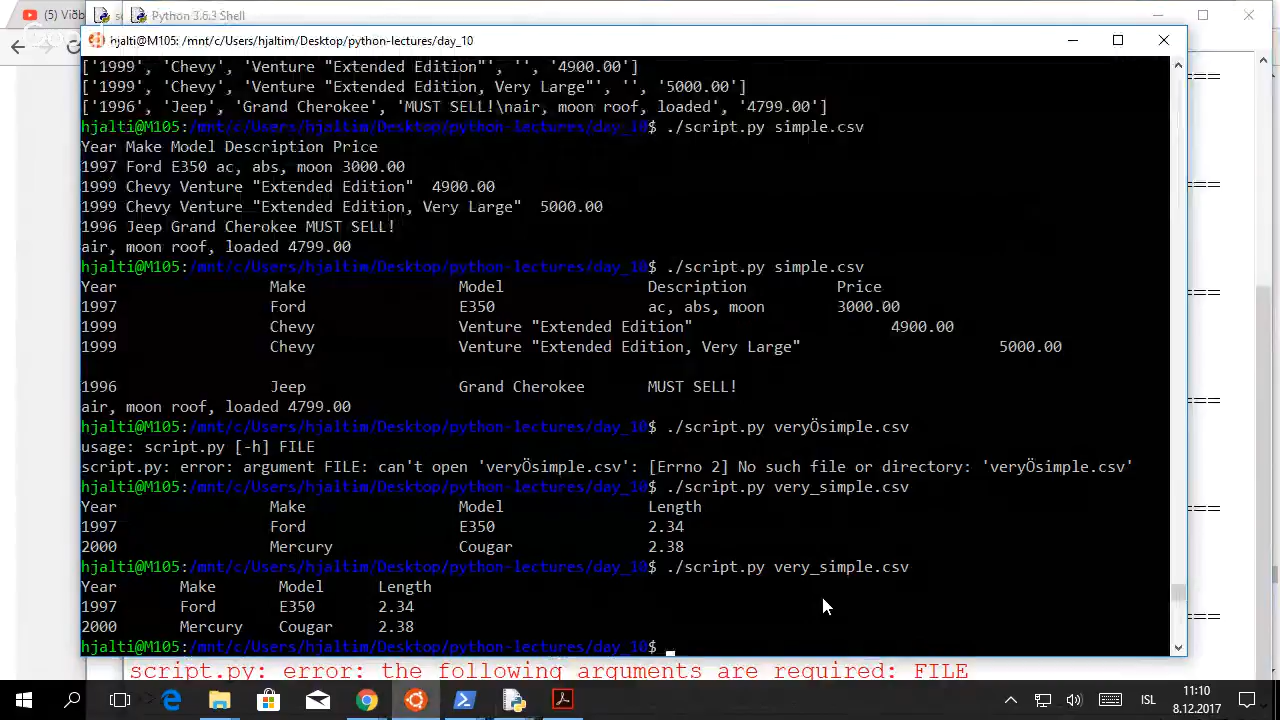 (5) Viðb
Python 3.6.3 Shell
hjalti@M105: /mnt/c/Users/hjaltim/Desktop/python-lectures/day_10
['1999', 'Chevy', 'Venture "Extended Edition"', '', '4900.00']
['1999', 'Chevy', 'Venture "Extended Edition, Very Large"', '', '5000.00']
['1996', 'Jeep', 'Grand Cherokee', 'MUST SELL!\nair, moon roof, loaded', '4799.00']
hjalti@M105:/mnt/c/Users/hjaltim/Desktop/python-lectures/day_10$ ./script.py simple.csv
Year Make Model Description Price
1997 Ford E350 ac, abs, moon 3000.00
1999 Chevy Venture "Extended Edition"  4900.00
1999 Chevy Venture "Extended Edition, Very Large"  5000.00
1996 Jeep Grand Cherokee MUST SELL!
air, moon roof, loaded 4799.00
hjalti@M105:/mnt/c/Users/hjaltim/Desktop/python-lectures/day_10$ ./script.py simple.csv
Year Make Model Description Price
1997 Ford E350 ac, abs, moon 3000.00
1999 Chevy Venture "Extended Edition" 4900.00
1999 Chevy Venture "Extended Edition, Very Large" 5000.00
1996 Jeep Grand Cherokee MUST SELL!
air, moon roof, loaded 4799.00
hjalti@M105:/mnt/c/Users/hjaltim/Desktop/python-lectures/day_10$ ./script.py veryÖsimple.csv
usage: script.py [-h] FILE
script.py: error: argument FILE: can't open 'veryÖsimple.csv': [Errno 2] No such file or directory: 'veryÖsimple.csv'
hjalti@M105:/mnt/c/Users/hjaltim/Desktop/python-lectures/day_10$ ./script.py very_simple.csv
Year Make Model Length
1997 Ford E350 2.34
2000 Mercury Cougar 2.38
hjalti@M105:/mnt/c/Users/hjaltim/Desktop/python-lectures/day_10$ ./script.py very_simple.csv
Year Make Model Length
1997 Ford E350 2.34
2000 Mercury Cougar 2.38
hjalti@M105:/mnt/c/Users/hjaltim/Desktop/python-lectures/day_10$
script.py: error: the following arguments are required: FILE
ÍSL
11:10
8.12.2017